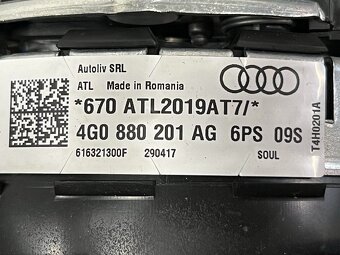 Autoliv SRL
ATL Made in Romania
*670 ATL2019AT7/*
4G0 880 201 AG 6PS 09S
616321300F 290417 SOUL
T4H0201A